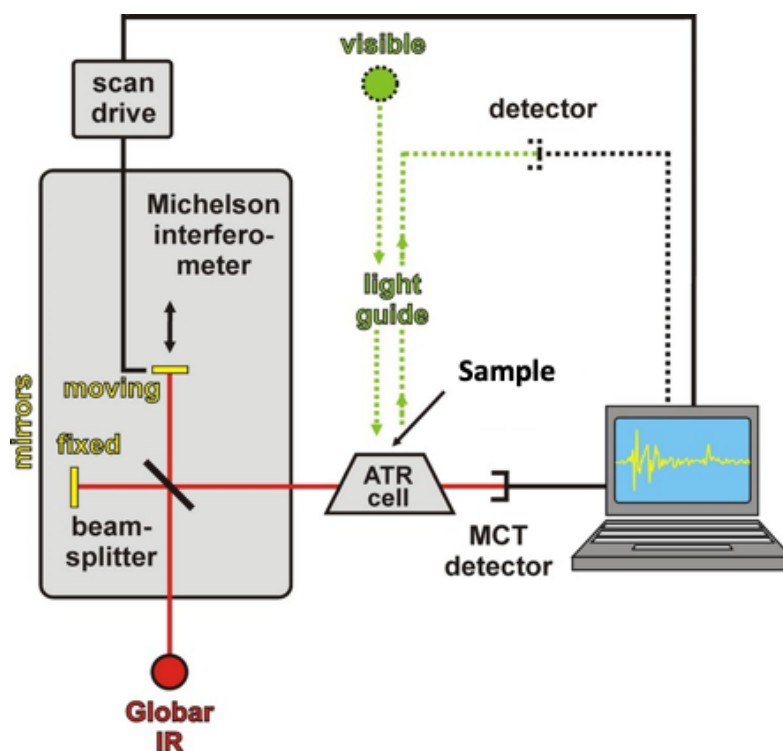 visible
scan
drive
detector
Michelson
interfero-
meter
light
guide
mirrors
moving
Sample
fixed
ATR
cell
beam-
splitter
MCT
detector
Globar
IR